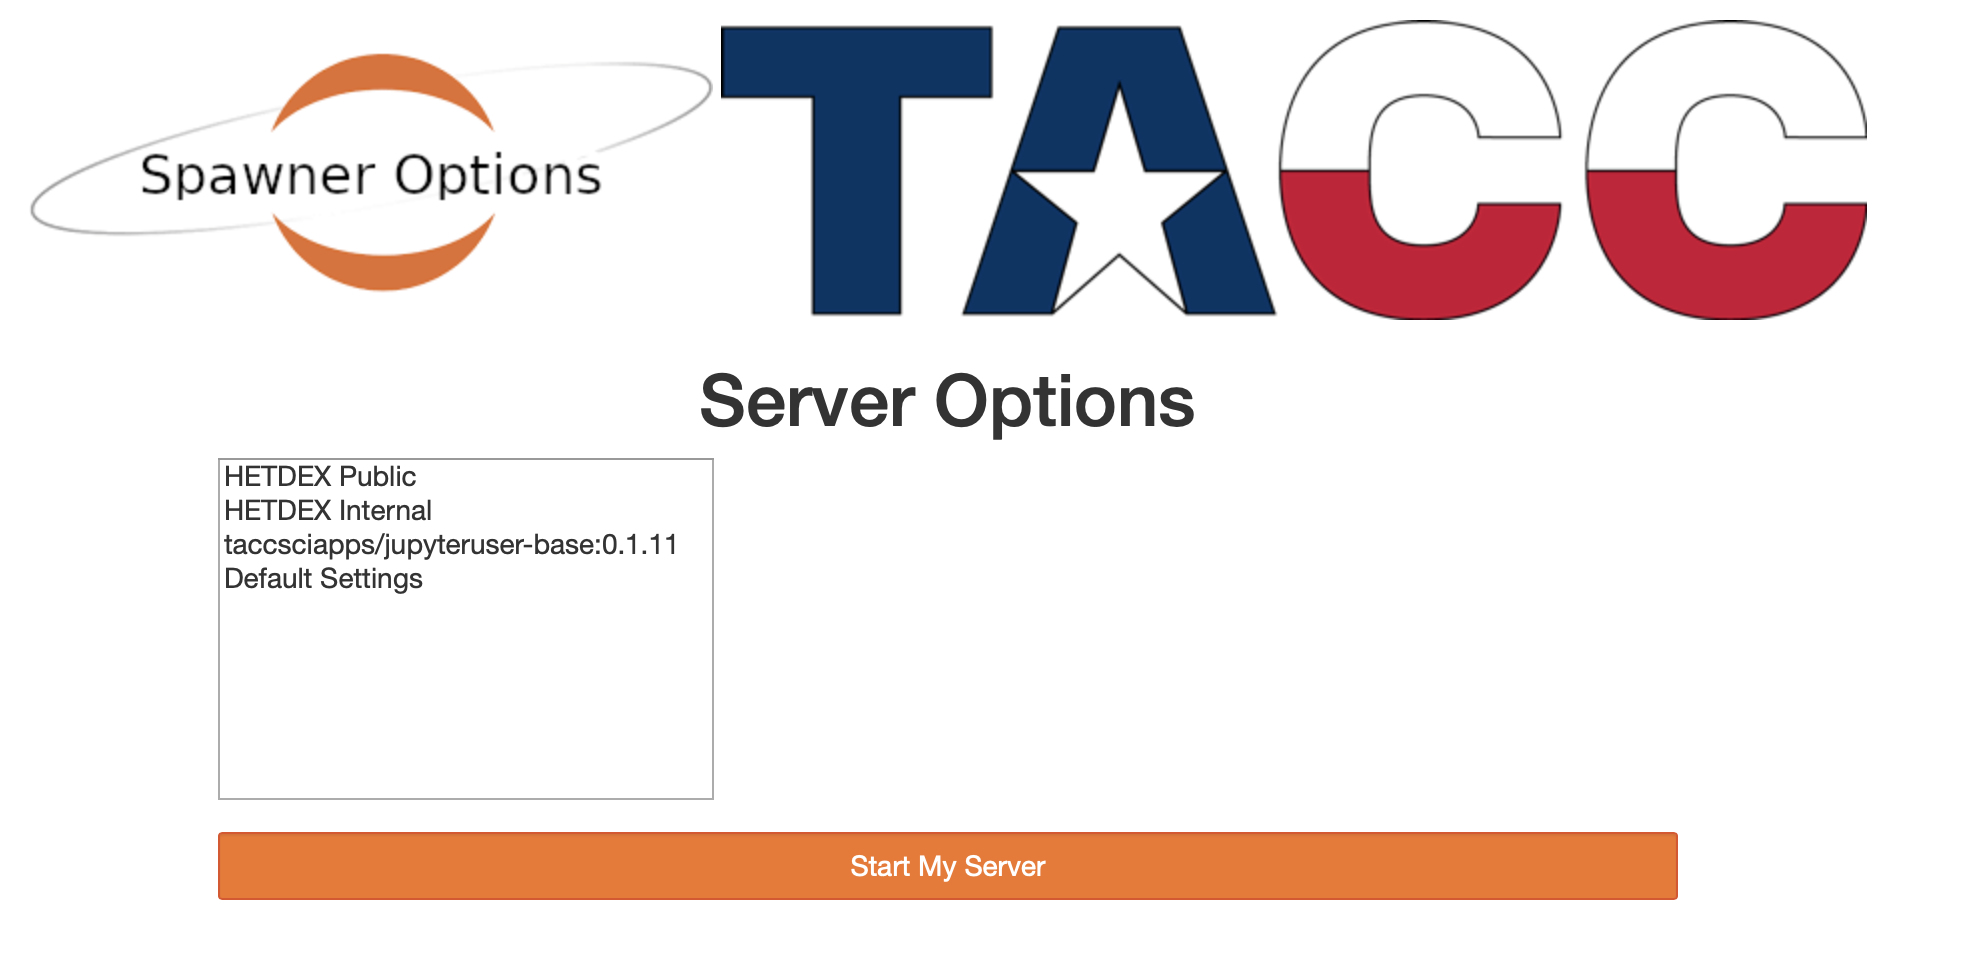 Spawner Options
TACC
Server Options
HETDEX Public
HETDEX Internal
taccsciapps/jupyteruser-base:0.1.11
Default Settings
Start My Server